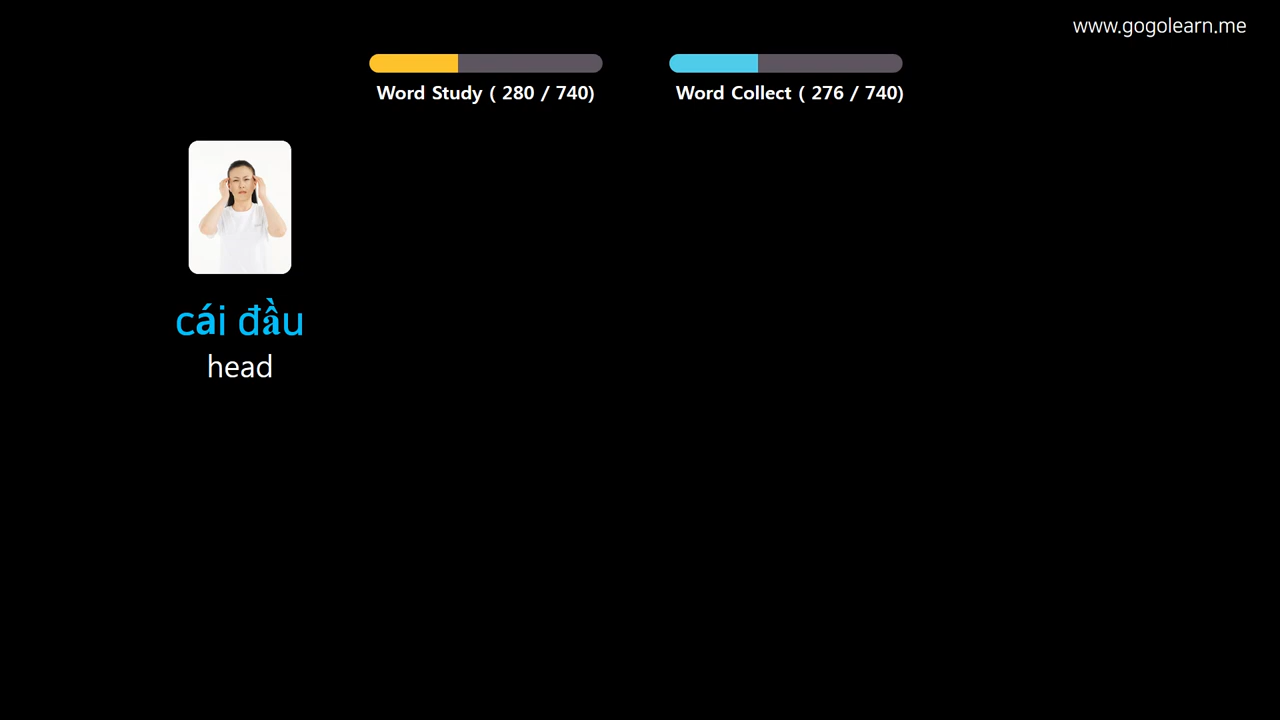 www.gogolearn.me
Word Study ( 280 / 740)
Word Collect ( 276 / 740)
cái đầu
head